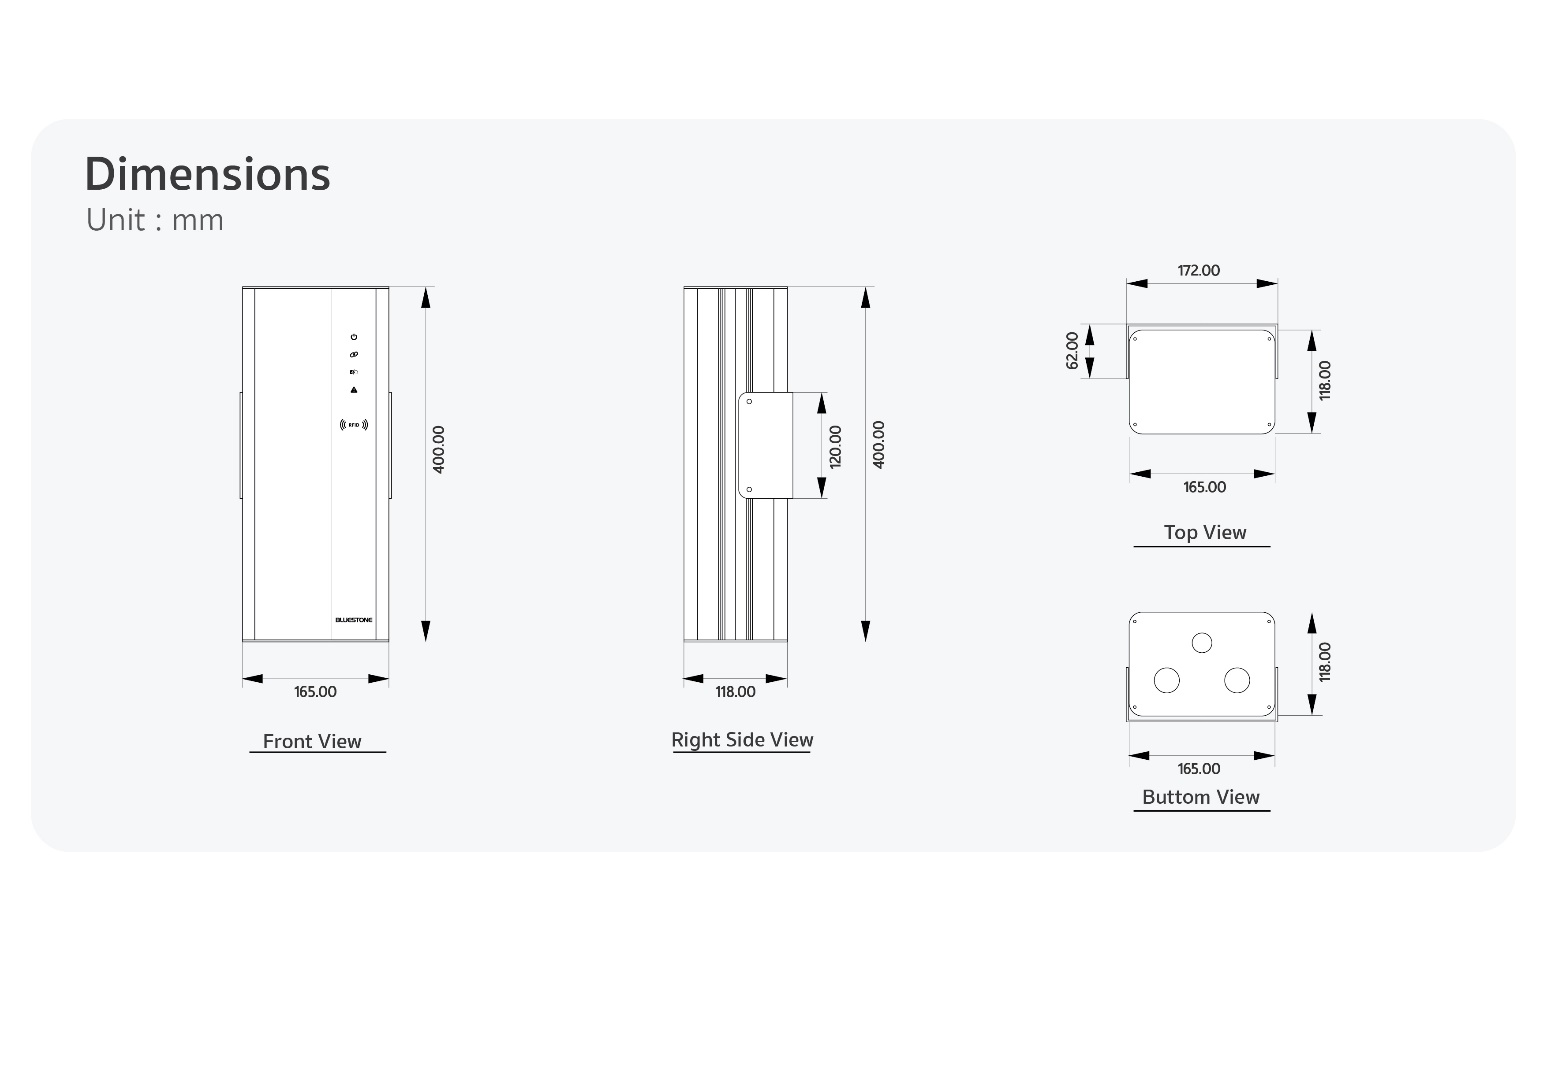 Dimensions
Unit : mm
RFID
BLUESTONE
400.00
165.00
Front View
120.00
400.00
118.00
Right Side View
172.00
62.00
118.00
165.00
Top View
118.00
165.00
Buttom View